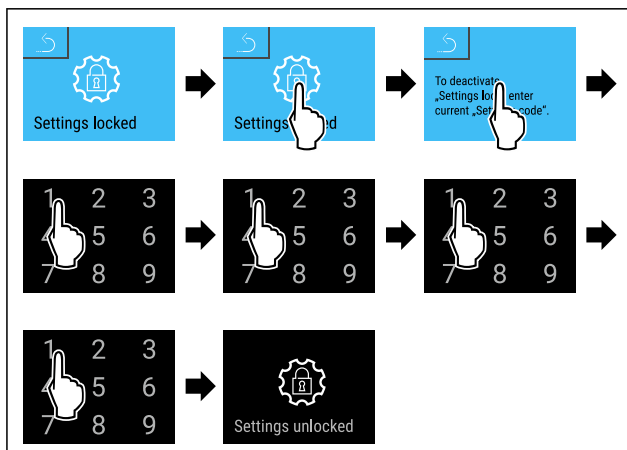 Settings locked
Settings
To deactivate
„Settings enter
current code“.
1 2 3
5 6
7 8 9
1 2 3
5 6
7 8 9
1 2 3
5 6
7 8 9
1 2 3
5 6
7 8 9
Settings unlocked